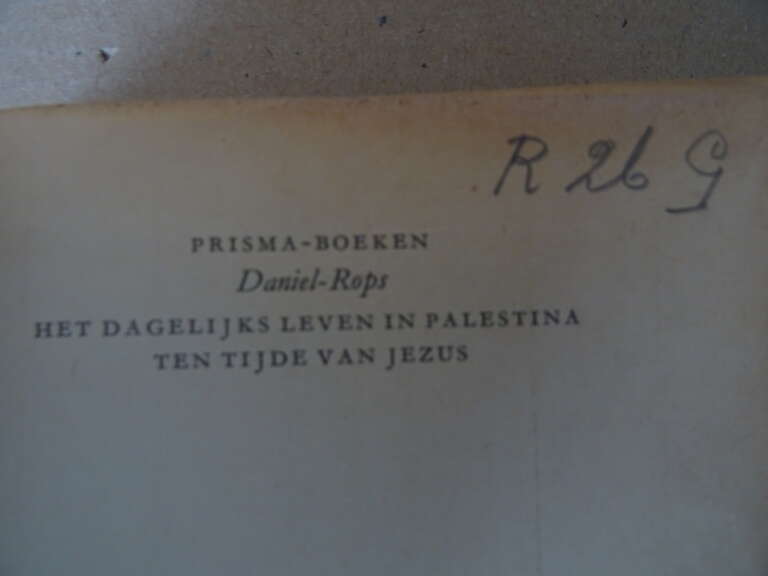 R 26 G
PRISMA-BOEKEN
Daniel-Rops
HET DAGELIJKS LEVEN IN PALESTINA
TEN TIJDE VAN JEZUS